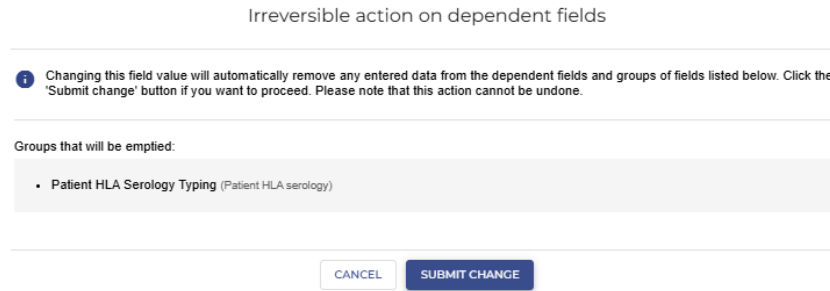 Irreversible action on dependent fields
Changing this field value will automatically remove any entered data from the dependent fields and groups of fields listed below. Click the
'Submit change' button if you want to proceed. Please note that this action cannot be undone.
Groups that will be emptied:
• Patient HLA Serology Typing (Patient HLA serology)
CANCEL SUBMIT CHANGE